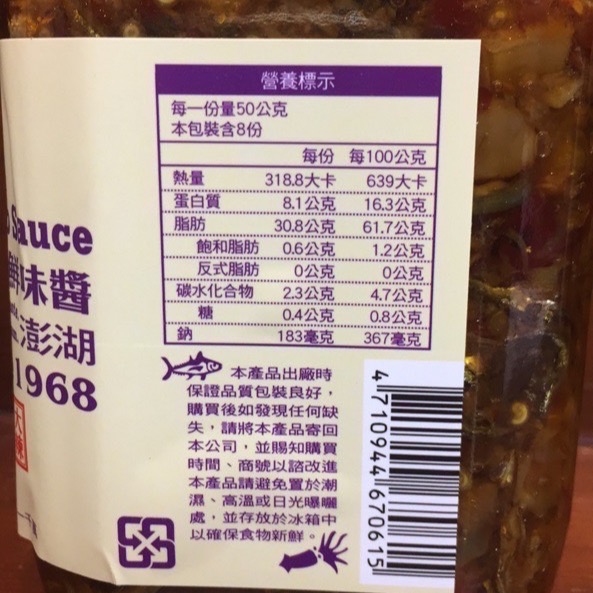 營養標示
每一份量50公克
本包裝含8份
每份 每100公克
熱量 318.8大卡 639大卡
蛋白質 8.1公克 16.3公克
脂肪 30.8公克 61.7公克
飽和脂肪 0.6公克 1.2公克
反式脂肪 0公克 0公克
碳水化合物 2.3公克 4.7公克
糖 0.4公克 0.8公克
鈉 183毫克 367毫克
Sauce
鮮味醬
澎湖
1968
本產品出廠時
保證品質包裝良好，
購買後如發現任何缺
失，請將本產品寄回
本公司，並賜知購買
時間、商號以諮改進
本產品請避免置於潮
濕、高溫或日光曝曬
處，並存放於冰箱中
以確保食物新鮮。
4710944670615